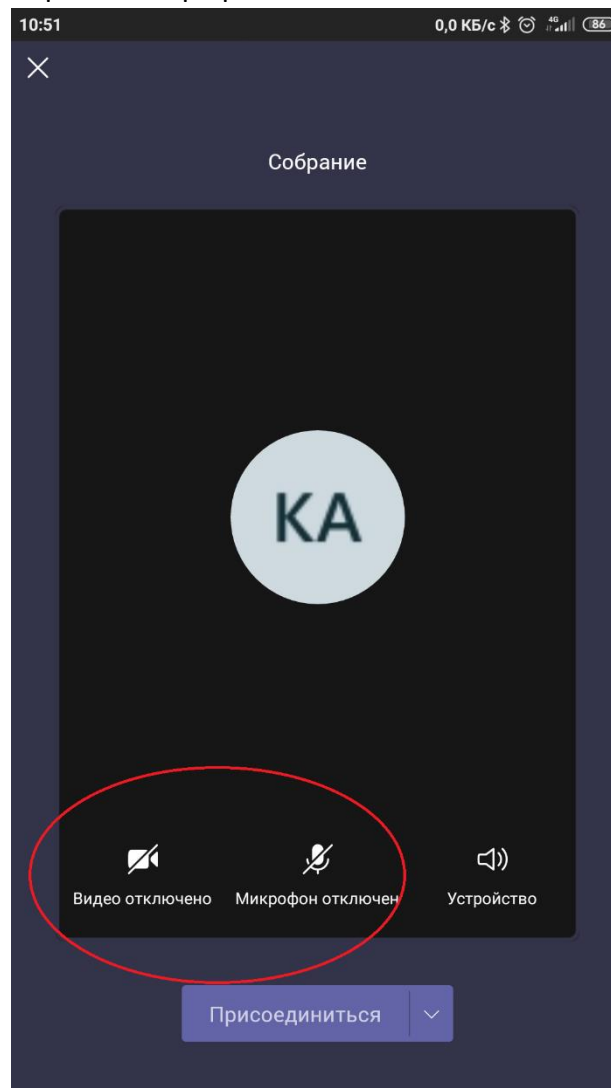 10:51 0,0 КБ/с 4G 86
Собрание
КА
Видео отключено Микрофон отключен Устройство
Присоединиться